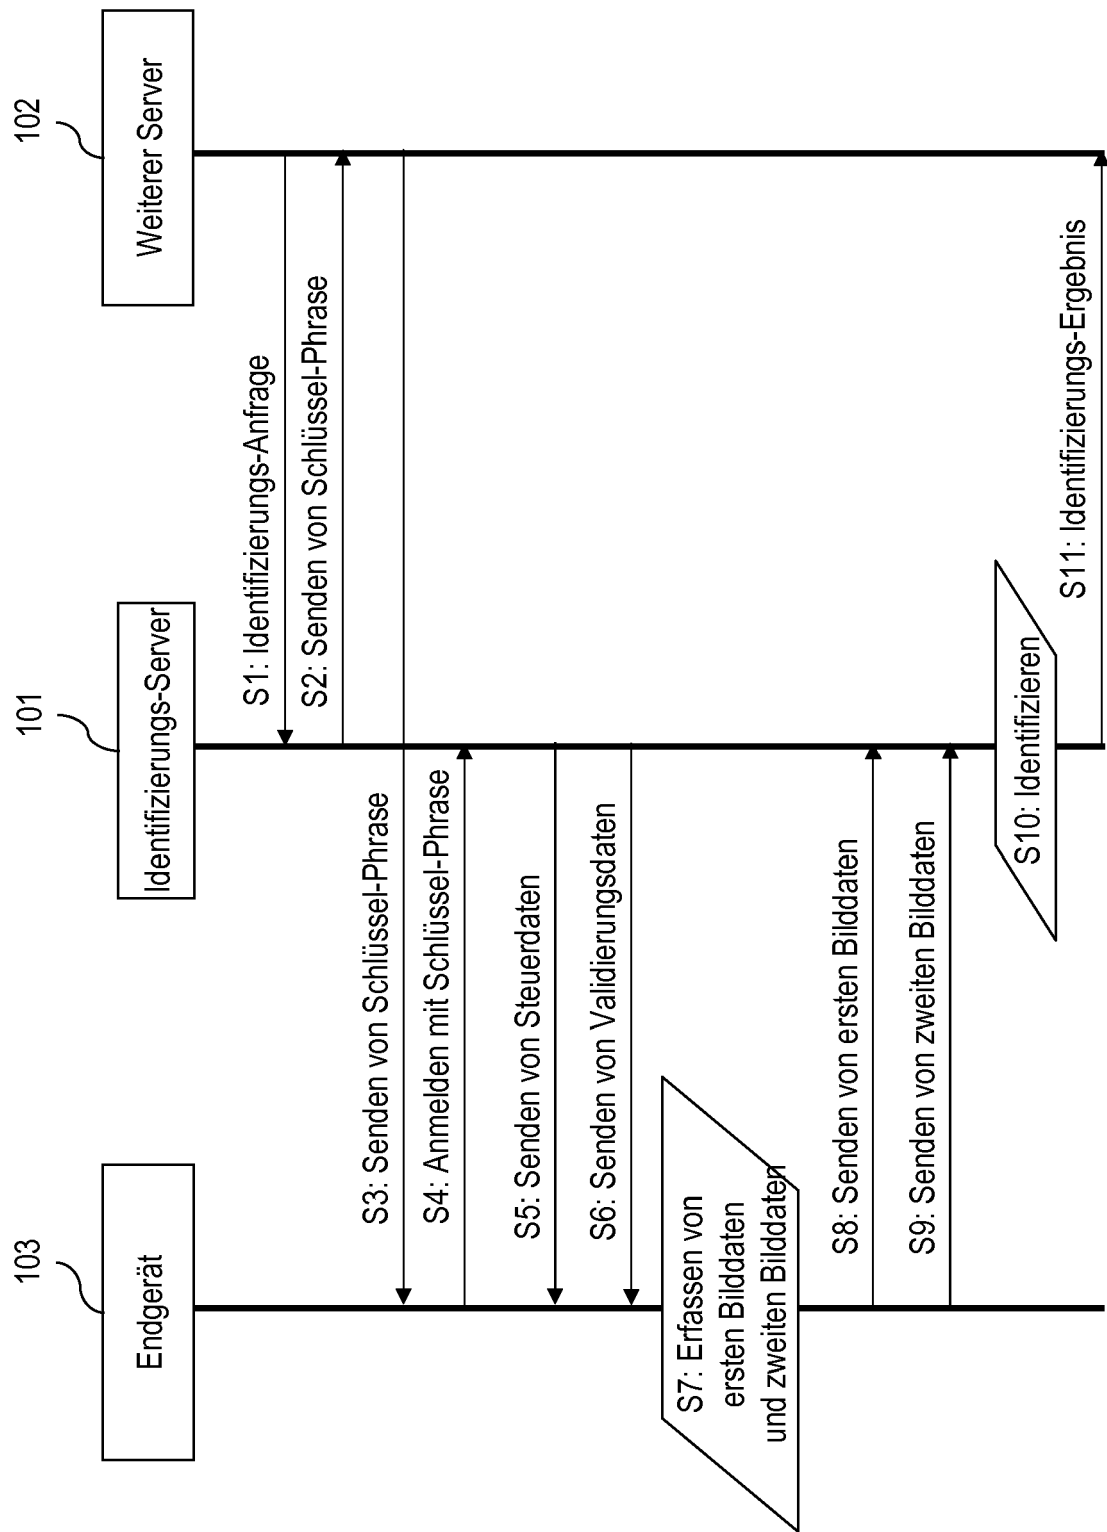 103
101
102
Endgerät
Identifizierungs-Server
Weiterer Server
S1: Identifizierungs-Anfrage
S2: Senden von Schlüssel-Phrase
S3: Senden von Schlüssel-Phrase
S4: Anmelden mit Schlüssel-Phrase
S5: Senden von Steuerdaten
S6: Senden von Validierungsdaten
S7: Erfassen von
ersten Bilddaten
und zweiten Bilddaten
S8: Senden von ersten Bilddaten
S9: Senden von zweiten Bilddaten
S10: Identifizieren
S11: Identifizierungs-Ergebnis